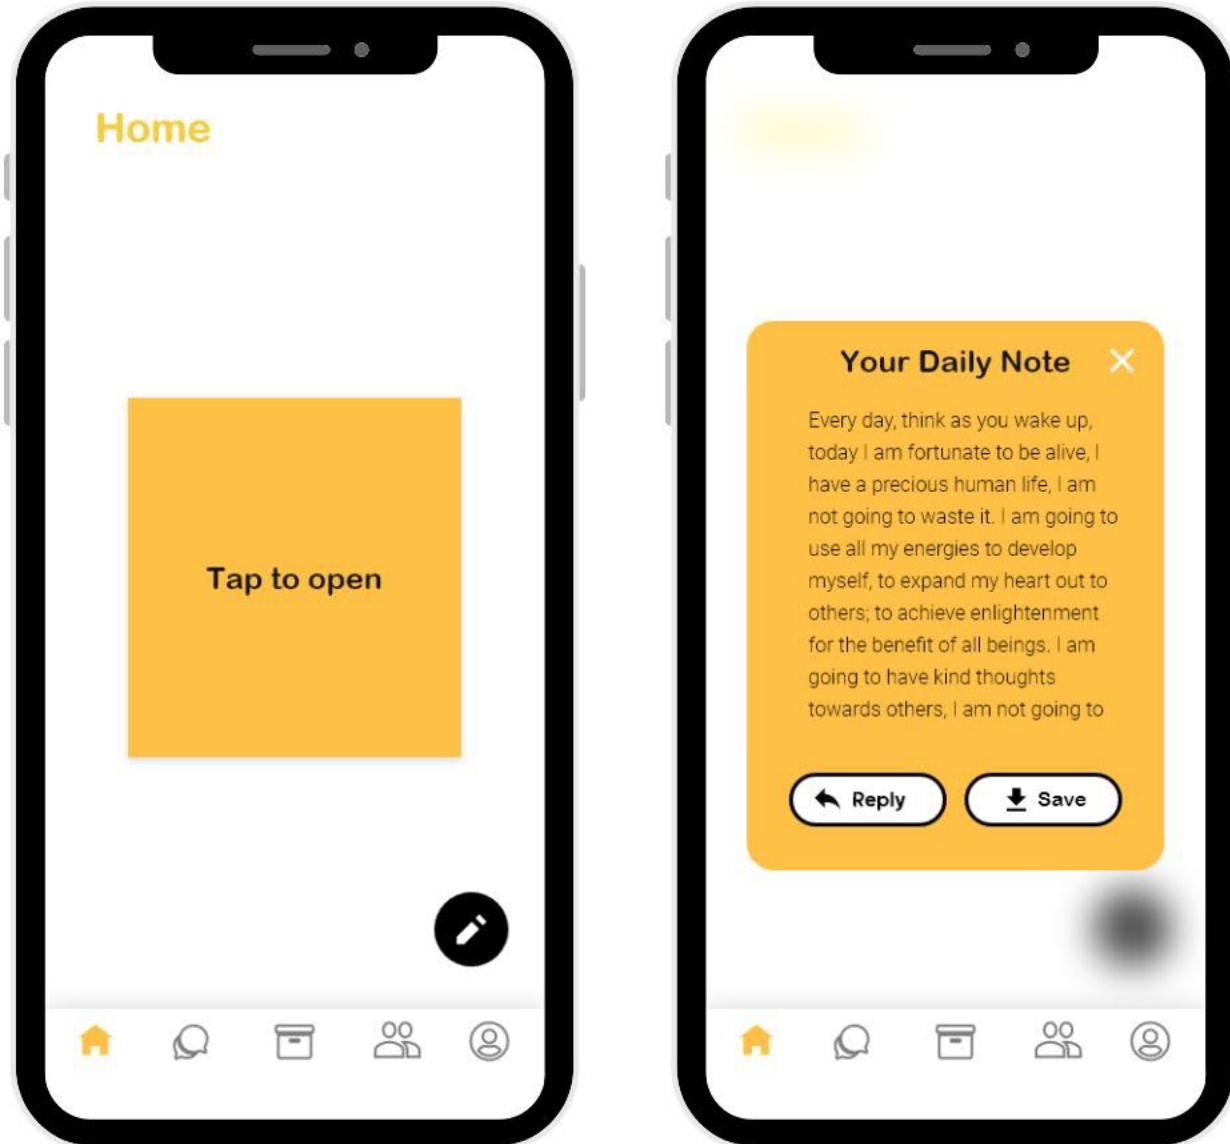 Home
Tap to open
Your Daily Note
Every day, think as you wake up,
today I am fortunate to be alive, I
have a precious human life, I am
not going to waste it. I am going to
use all my energies to develop
myself, to expand my heart out to
others; to achieve enlightenment
for the benefit of all beings. I am
going to have kind thoughts
towards others, I am not going to
Reply
Save